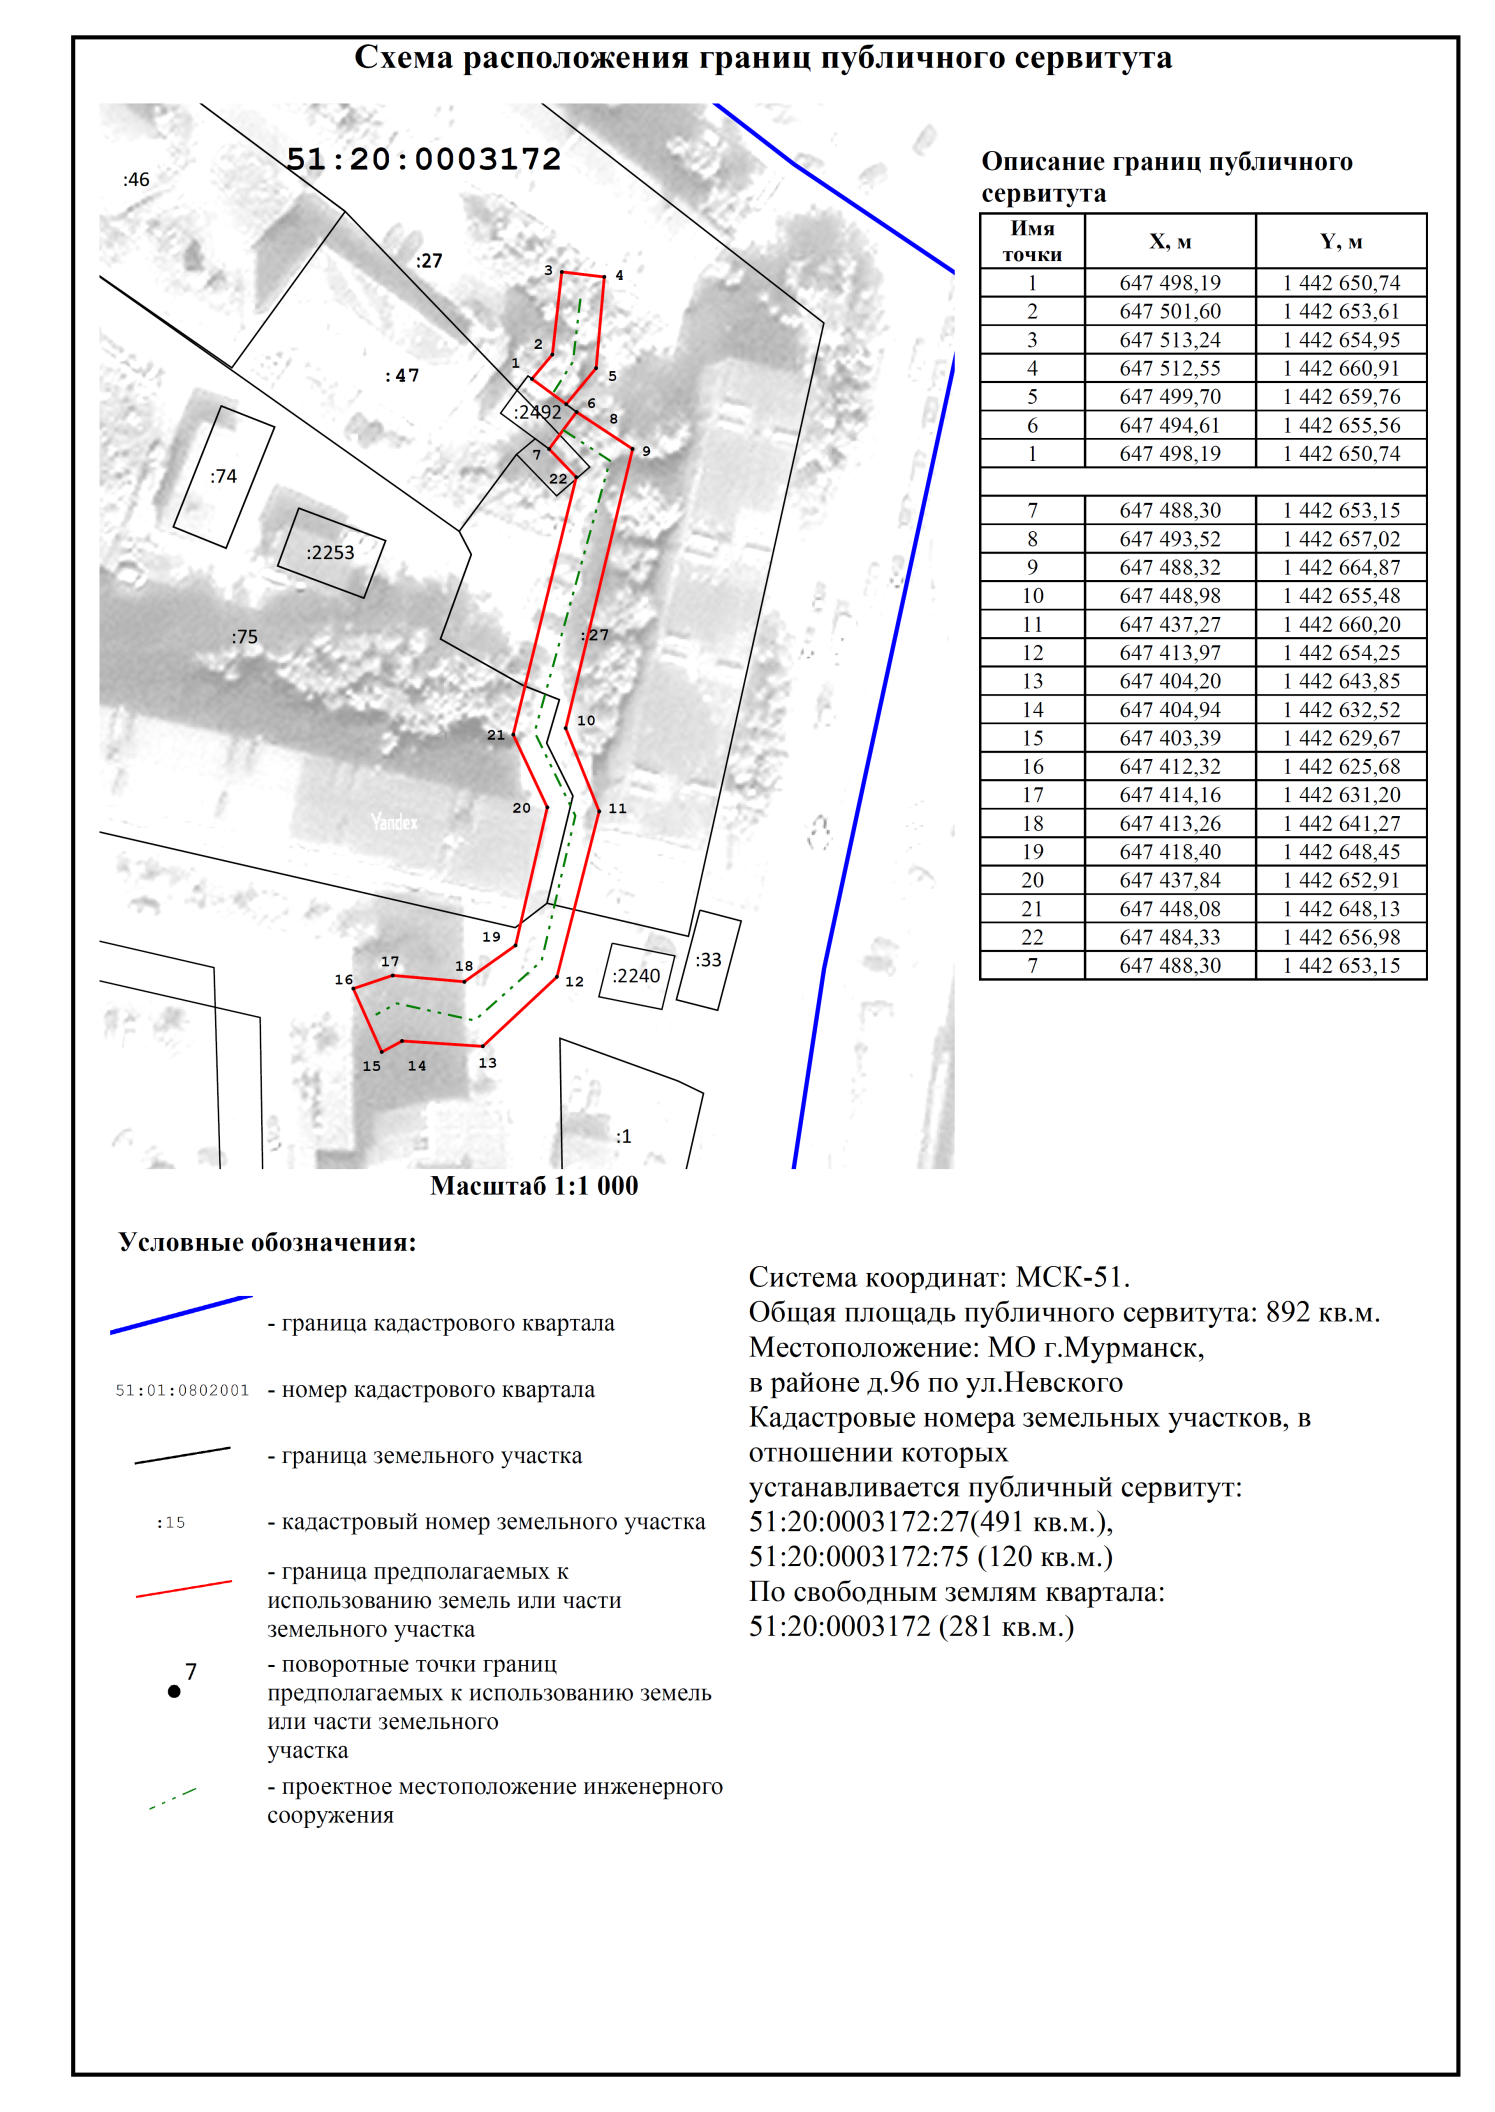 Схема расположения границ публичного сервитута
51:20:0003172
:46
:27
3
4
2
1
5
:47
:2492
6
8
7
9
22
:74
:2253
:75
:27
10
21
20
11
Yandex
19
17
18
16
12
:2240
:33
15
14
13
:1
Масштаб 1:1 000
Описание границ публичного
сервитута
Имя точки X, м Y, м
1 647 498,19 1 442 650,74
2 647 501,60 1 442 653,61
3 647 513,24 1 442 654,95
4 647 512,55 1 442 660,91
5 647 499,70 1 442 659,76
6 647 494,61 1 442 655,56
1 647 498,19 1 442 650,74
7 647 488,30 1 442 653,15
8 647 493,52 1 442 657,02
9 647 488,32 1 442 664,87
10 647 448,98 1 442 655,48
11 647 437,27 1 442 660,20
12 647 413,97 1 442 654,25
13 647 404,20 1 442 643,85
14 647 404,94 1 442 632,52
15 647 403,39 1 442 629,67
16 647 412,32 1 442 625,68
17 647 414,16 1 442 631,20
18 647 413,26 1 442 641,27
19 647 418,40 1 442 648,45
20 647 437,84 1 442 652,91
21 647 448,08 1 442 648,13
22 647 484,33 1 442 656,98
7 647 488,30 1 442 653,15
Условные обозначения:
- граница кадастрового квартала
51:01:0802001 - номер кадастрового квартала
- граница земельного участка
:15 - кадастровый номер земельного участка
- граница предполагаемых к
использованию земель или части
земельного участка
7
- поворотные точки границ
предполагаемых к использованию земель
или части земельного
участка
- проектное местоположение инженерного
сооружения
Система координат: МСК-51.
Общая площадь публичного сервитута: 892 кв.м.
Местоположение: МО г.Мурманск,
в районе д.96 по ул.Невского
Кадастровые номера земельных участков, в
отношении которых
устанавливается публичный сервитут:
51:20:0003172:27(491 кв.м.),
51:20:0003172:75 (120 кв.м.)
По свободным землям квартала:
51:20:0003172 (281 кв.м.)